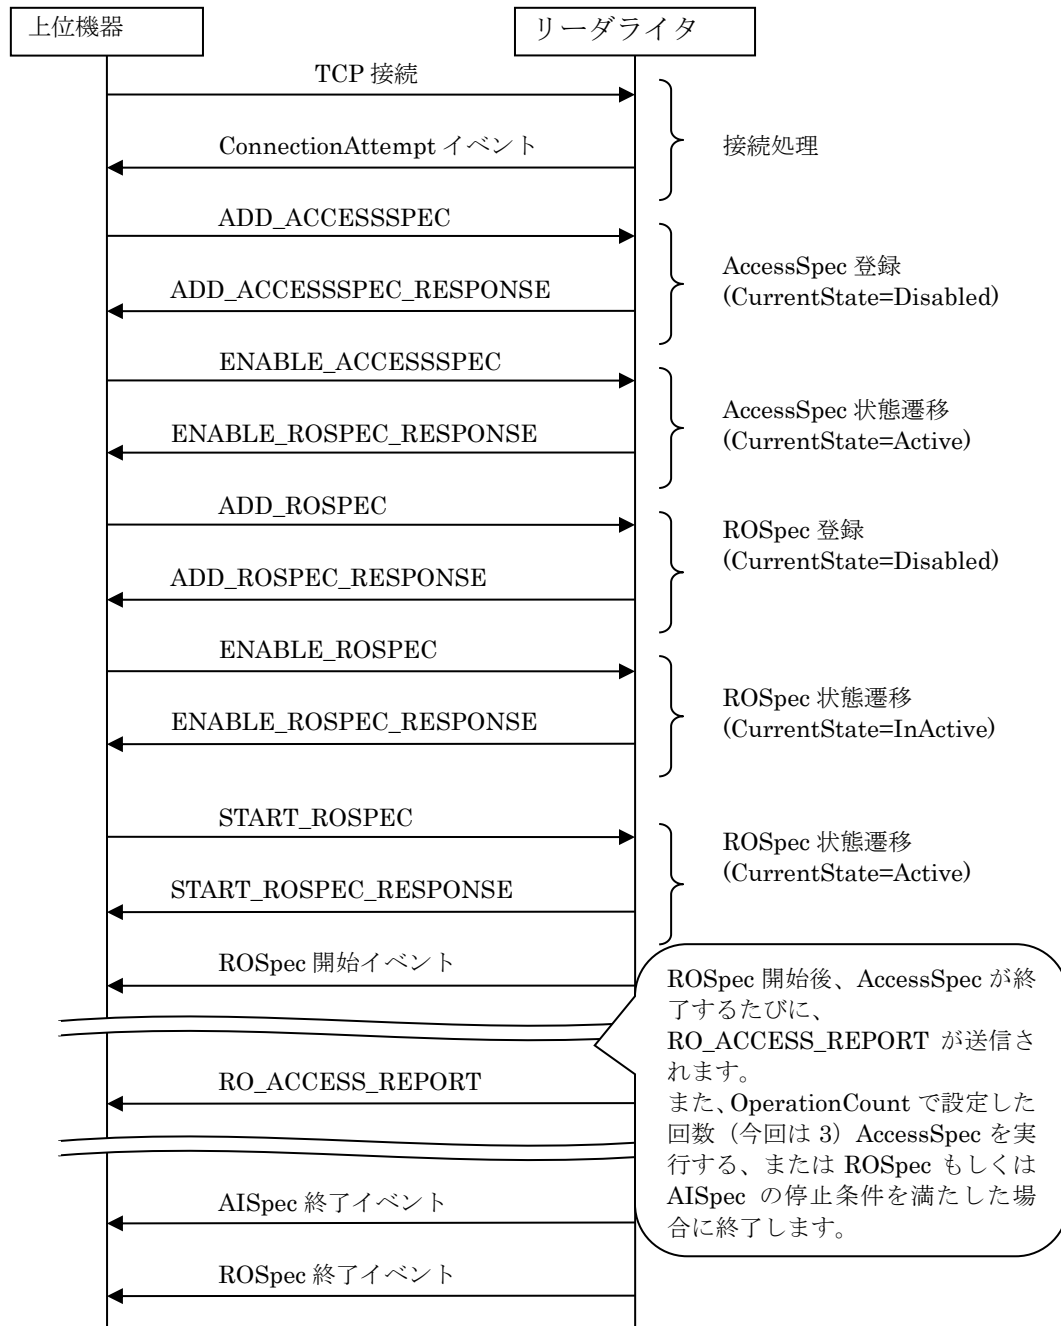 上位機器
リーダライタ
TCP 接続
ConnectionAttempt イベント
接続処理
ADD_ACCESSSPEC
ADD_ACCESSSPEC_RESPONSE
AccessSpec 登録
(CurrentState=Disabled)
ENABLE_ACCESSSPEC
ENABLE_ROSPEC_RESPONSE
AccessSpec 状態遷移
(CurrentState=Active)
ADD_ROSPEC
ADD_ROSPEC_RESPONSE
ROSpec 登録
(CurrentState=Disabled)
ENABLE_ROSPEC
ENABLE_ROSPEC_RESPONSE
ROSpec 状態遷移
(CurrentState=InActive)
START_ROSPEC
START_ROSPEC_RESPONSE
ROSpec 状態遷移
(CurrentState=Active)
ROSpec 開始イベント
ROSpec 開始後、AccessSpec が終
了するたびに、
RO_ACCESS_REPORT が送信さ
れます。
また、OperationCount で設定した
回数（今回は 3）AccessSpec を実
行する、または ROSpec もしくは
AISpec の停止条件を満たした場
合に終了します。
RO_ACCESS_REPORT
AISpec 終了イベント
ROSpec 終了イベント